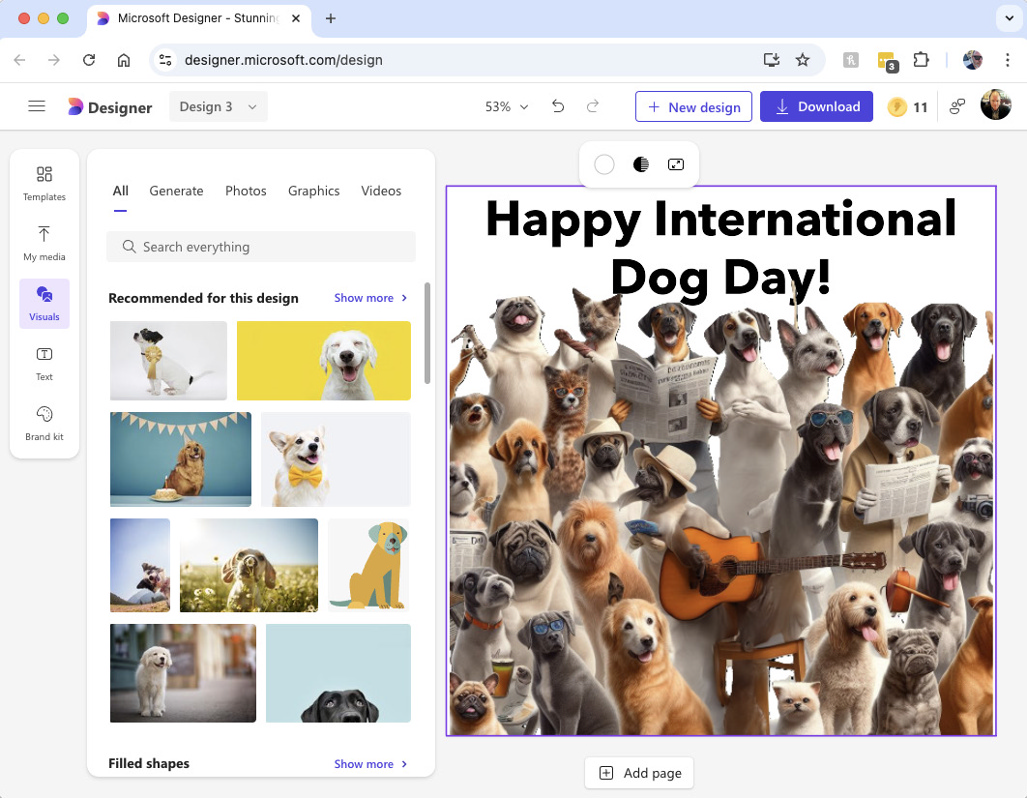 Microsoft Designer - Stunning
designer.microsoft.com/design
3
Designer
Design 3
53%
New design
Download
11
Templates
My media
Visuals
Text
Brand kit
All
Generate
Photos
Graphics
Videos
Search everything
Recommended for this design
Show more
Filled shapes
Show more
Happy International
Dog Day!
Add page